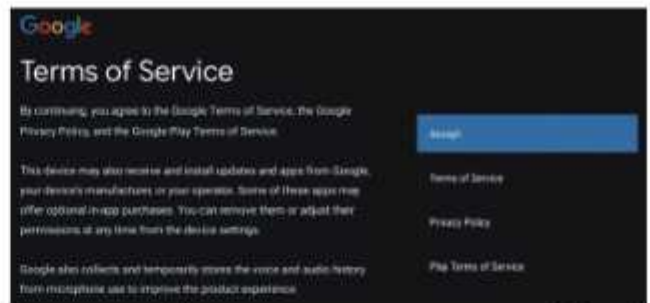 Google
Terms of Service
By continuing, you agree to the Google Terms of Service, the Google
Privacy Policy, and the Google Play Terms of Service.
This device may also receive and install updates and apps from Google,
your device's manufacturer, or your operator. Some of these apps may
offer optional in-app purchases. You can remove them or adjust their
permissions at any time from the device settings.
Google also collects and temporarily stores the voice and audio history
from microphone use to improve the product experience.
Accept
Terms of Service
Privacy Policy
Play Terms of Service